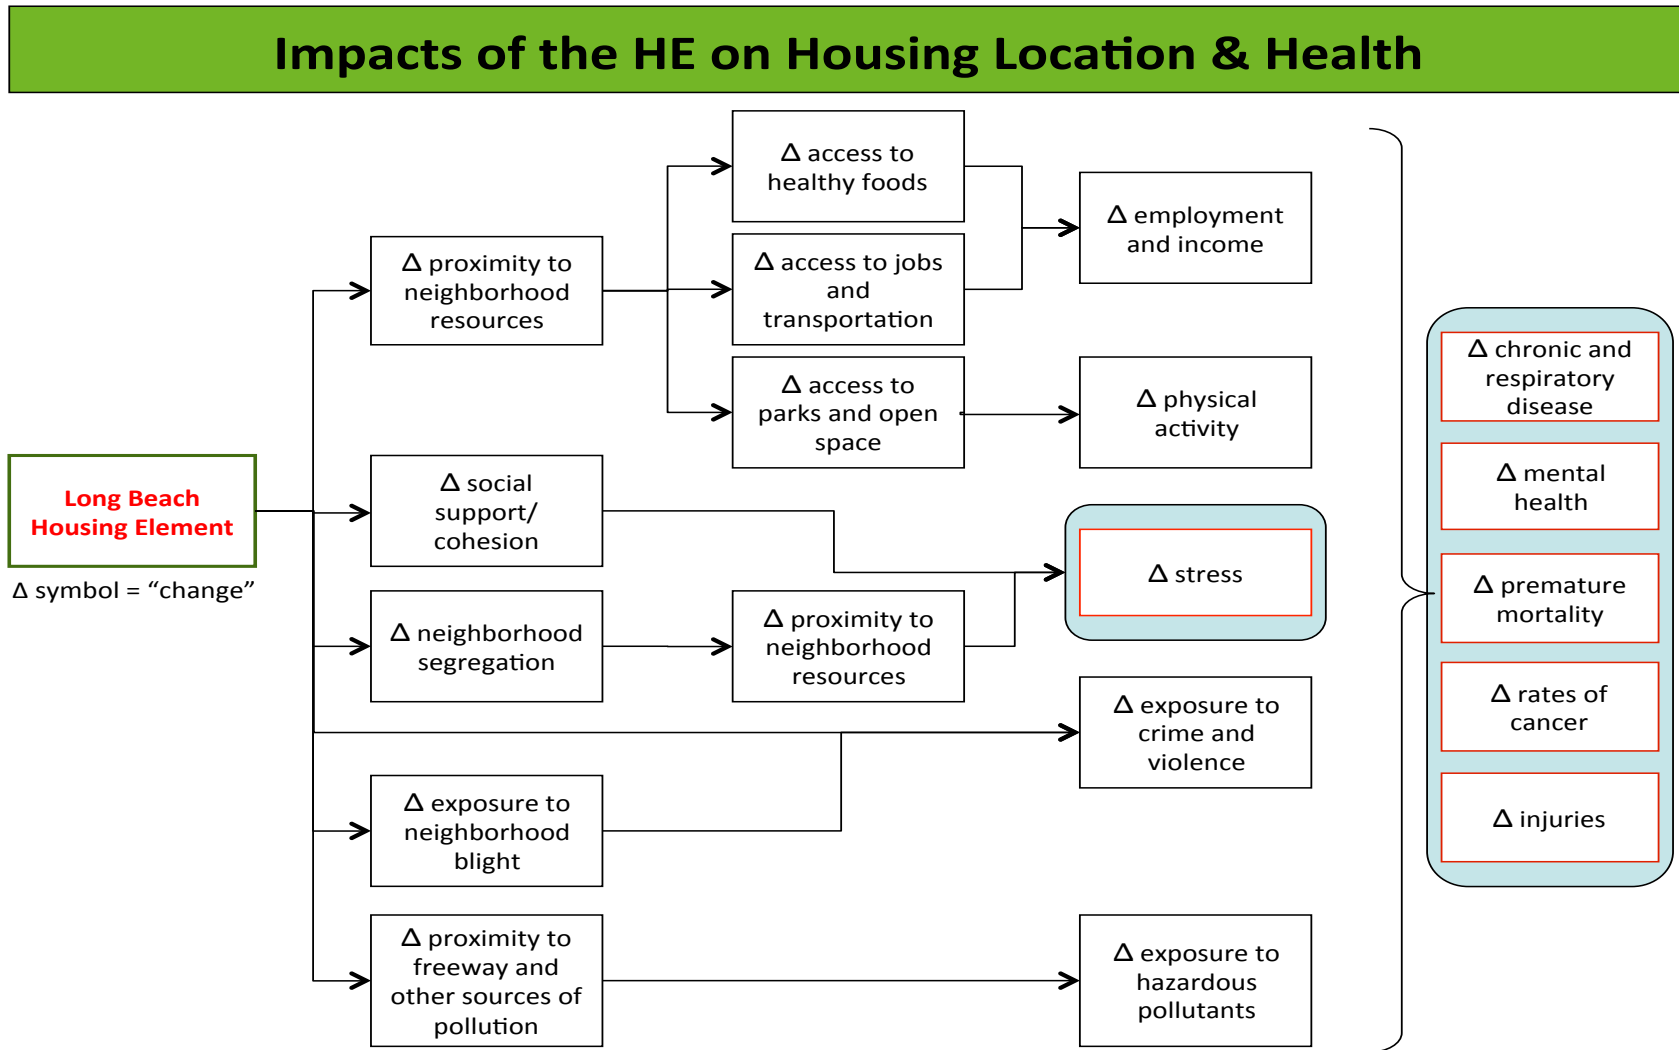 Impacts of the HE on Housing Location & Health
Δ access to
healthy foods
Δ employment
and income
Δ proximity to
neighborhood
resources
Δ access to jobs
and
transportation
Δ chronic and
respiratory
disease
Δ access to
parks and open
space
Δ physical
activity
Long Beach
Housing Element
Δ symbol = “change”
Δ social
support/
cohesion
Δ mental
health
Δ stress
Δ premature
mortality
Δ neighborhood
segregation
Δ proximity to
neighborhood
resources
Δ exposure to
crime and
violence
Δ rates of
cancer
Δ exposure to
neighborhood
blight
Δ injuries
Δ proximity to
freeway and
other sources of
pollution
Δ exposure to
hazardous
pollutants